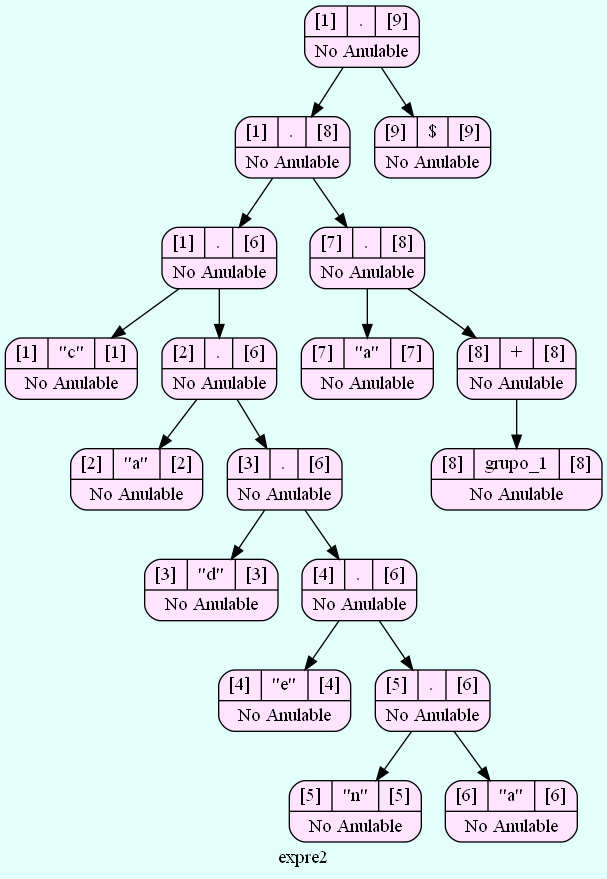 [1] . [9]
No Anulable
[1] . [8]
No Anulable
[9] $ [9]
No Anulable
[1] . [6]
No Anulable
[7] . [8]
No Anulable
[1] "c" [1]
No Anulable
[2] . [6]
No Anulable
[7] "a" [7]
No Anulable
[8] + [8]
No Anulable
[2] "a" [2]
No Anulable
[3] . [6]
No Anulable
[8] grupo_1 [8]
No Anulable
[3] "d" [3]
No Anulable
[4] . [6]
No Anulable
[4] "e" [4]
No Anulable
[5] . [6]
No Anulable
[5] "n" [5]
No Anulable
[6] "a" [6]
No Anulable
expre2